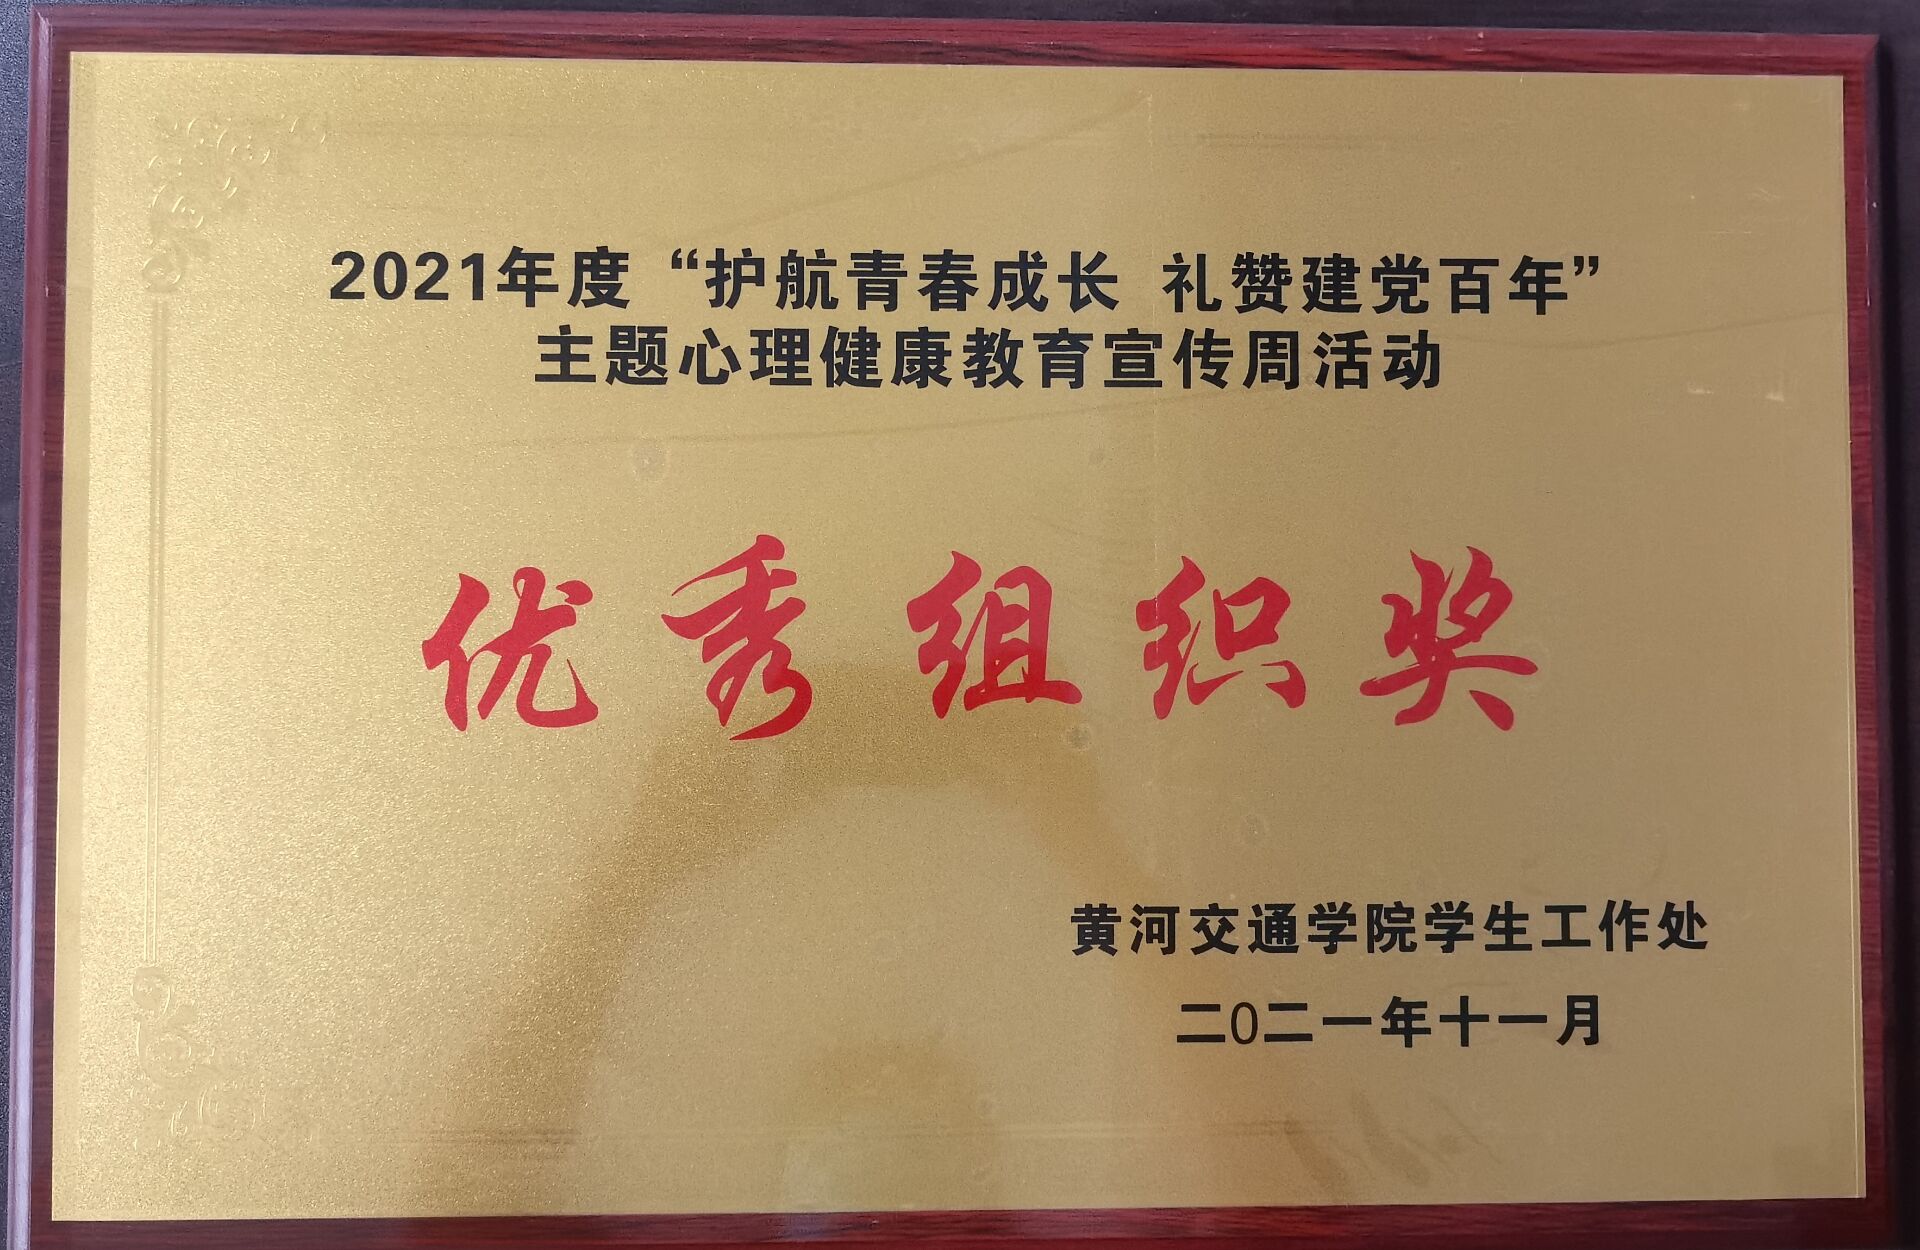 2021年度“护航青春成长 礼赞建党百年”
主题心理健康教育宣传周活动
优秀组织奖
黄河交通学院学生工作处
二0二一年十一月